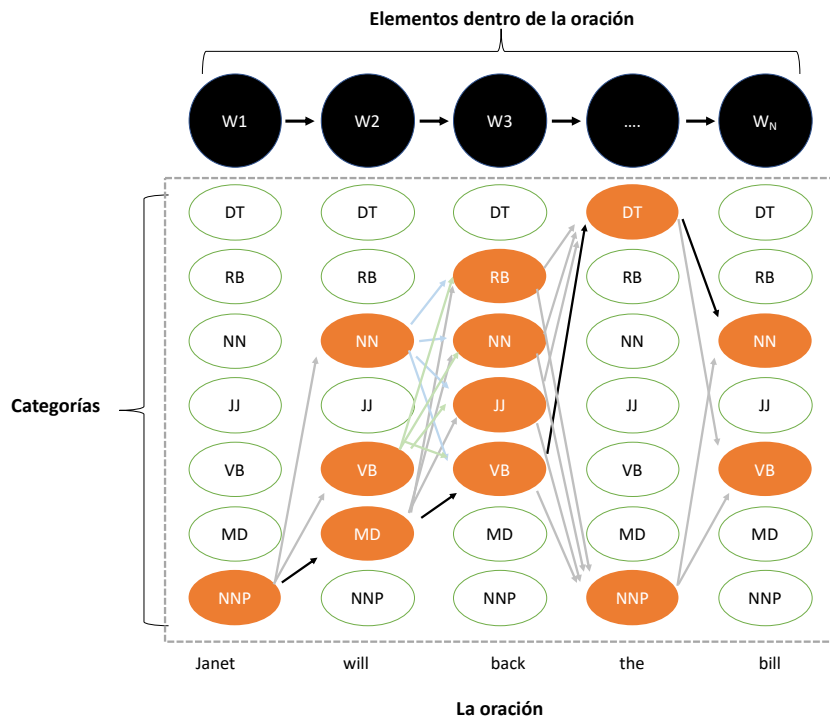 Elementos dentro de la oración
W1 W2 W3 .... WN
DT DT DT DT DT
RB RB RB RB RB
NN NN NN NN NN
JJ JJ JJ JJ JJ
Categorías
VB VB VB VB VB
MD MD MD MD MD
NNP NNP NNP NNP NNP
Janet will back the bill
La oración